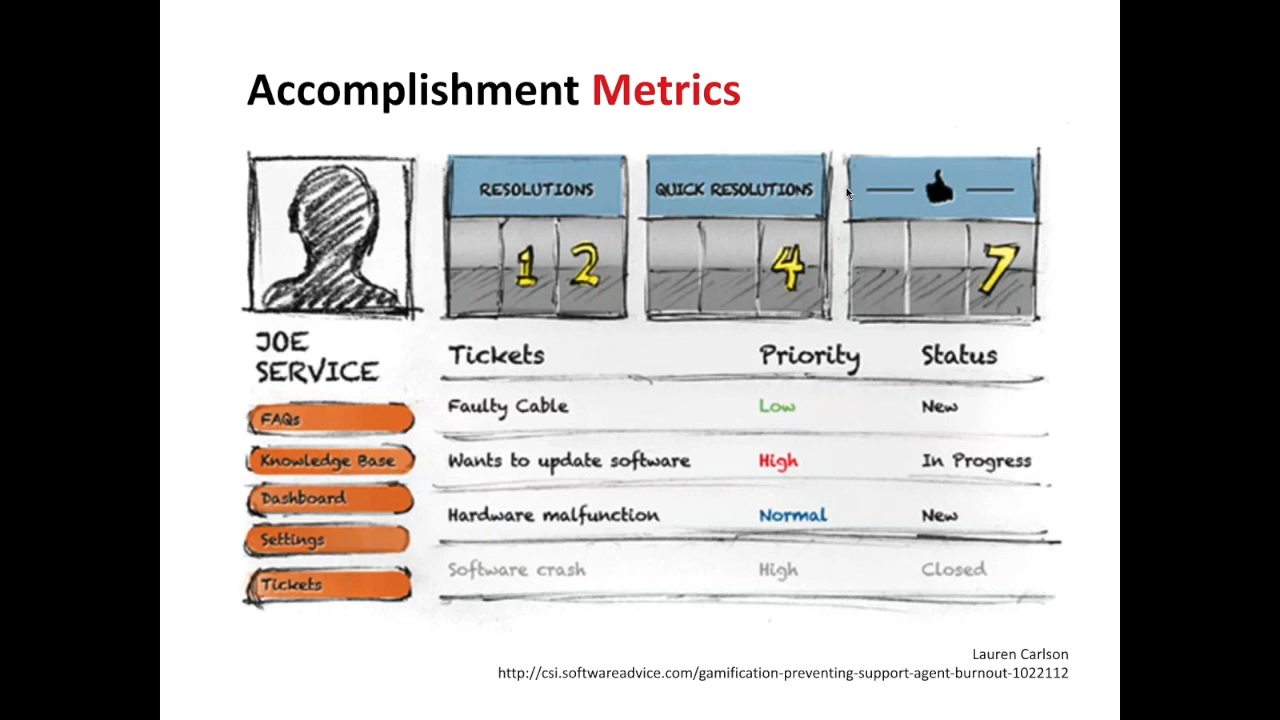 Accomplishment Metrics
RESOLUTIONS
QUICK RESOLUTIONS
12
4
7
JOE
SERVICE
FAQs
Knowledge Base
Dashboard
Settings
Tickets
Tickets Priority Status
Faulty Cable Low New
Wants to update software High In Progress
Hardware malfunction Normal New
Software crash High Closed
Lauren Carlson
http://csi.softwareadvice.com/gamification-preventing-support-agent-burnout-1022112